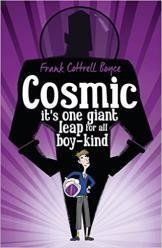 Frank Cottrell Boyce
Cosmic
it's one giant
leap for all
boy-kind